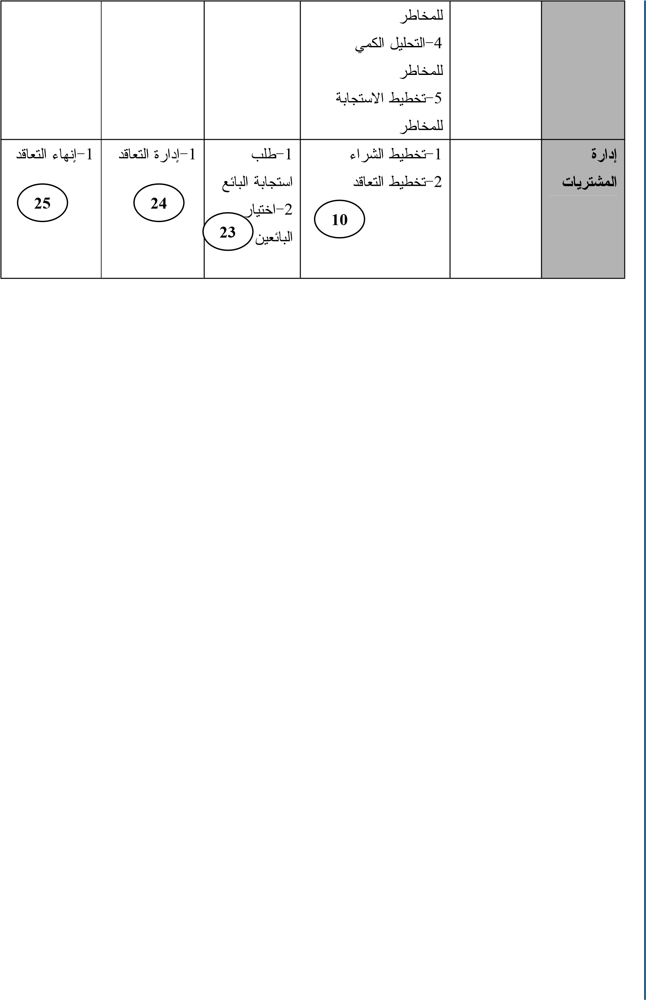 للمخاطر
4-التحليل الكمي
للمخاطر
5-تخطيط الاستجابة
للمخاطر
إدارة
المشتريات
1-تخطيط الشراء
2-تخطيط التعاقد
10
1-طلب
استجابة البائع
2-اختيار
البائعين
23
1-إدارة التعاقد
24
1-إنهاء التعاقد
25